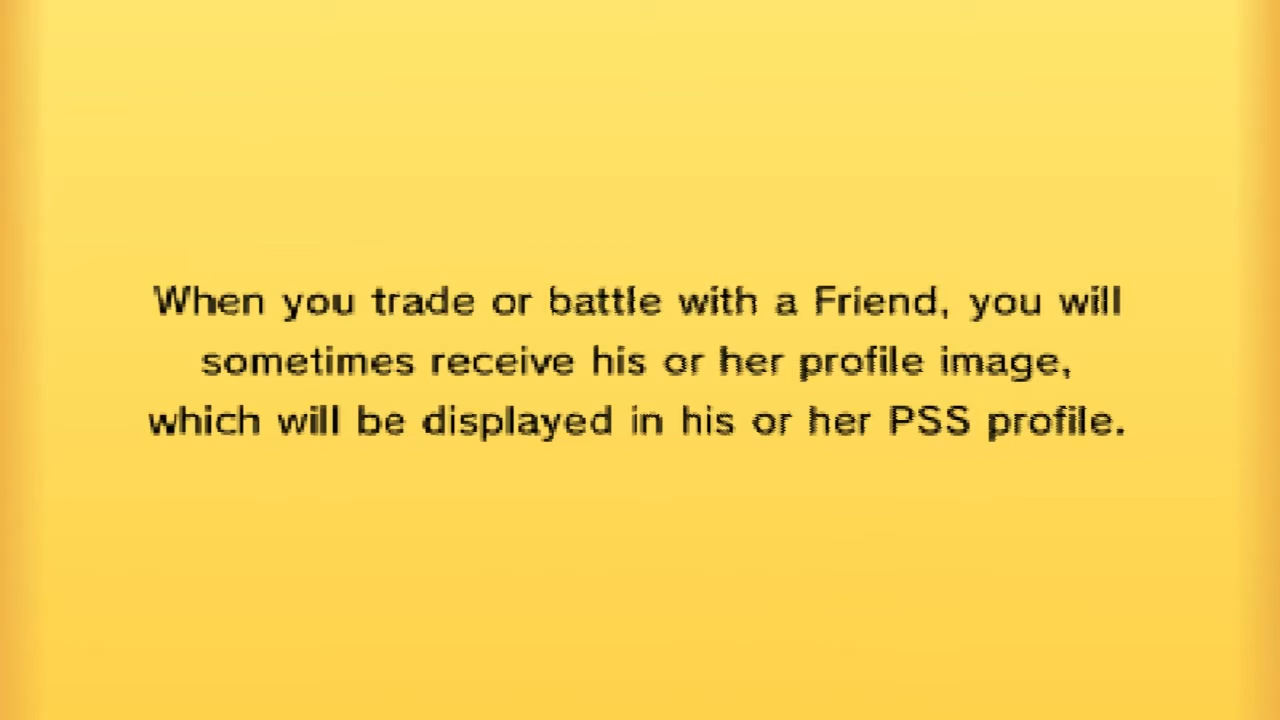 When you trade or battle with a Friend, you will
sometimes receive his or her profile image,
which will be displayed in his or her PSS profile.